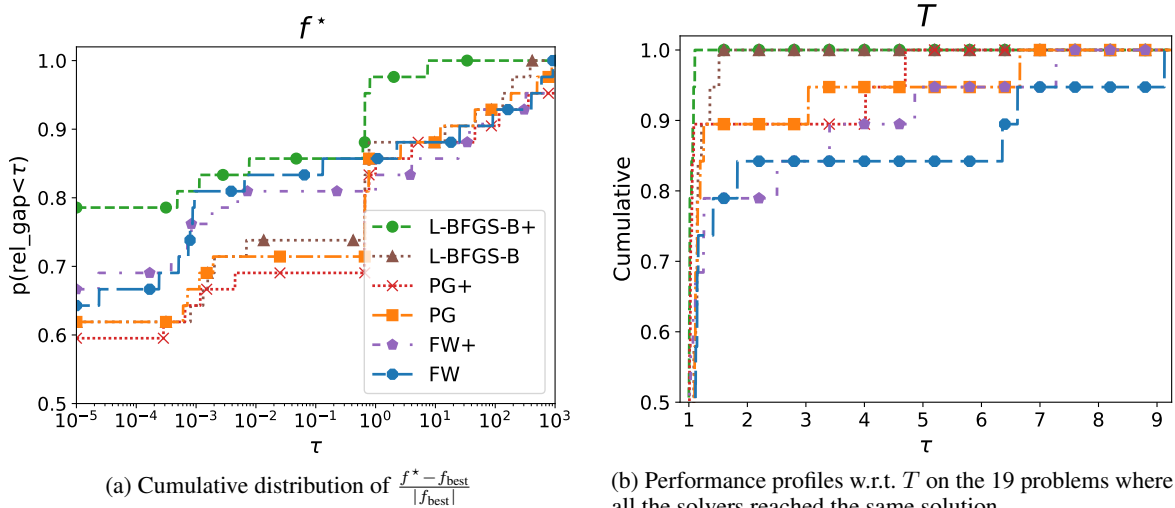 f⋆
p(rel_gap<τ)
1.0
0.9
0.8
0.7
0.6
0.5
10⁻⁵ 10⁻⁴ 10⁻³ 10⁻² 10⁻¹ 10⁰ 10¹ 10² 10³
τ
L-BFGS-B+
L-BFGS-B
PG+
PG
FW+
FW
(a) Cumulative distribution of (f⋆ − f_best)/|f_best|
T
Cumulative
1.0
0.9
0.8
0.7
0.6
0.5
1 2 3 4 5 6 7 8 9
τ
(b) Performance profiles w.r.t. T on the 19 problems where
all the solvers reached the same solution